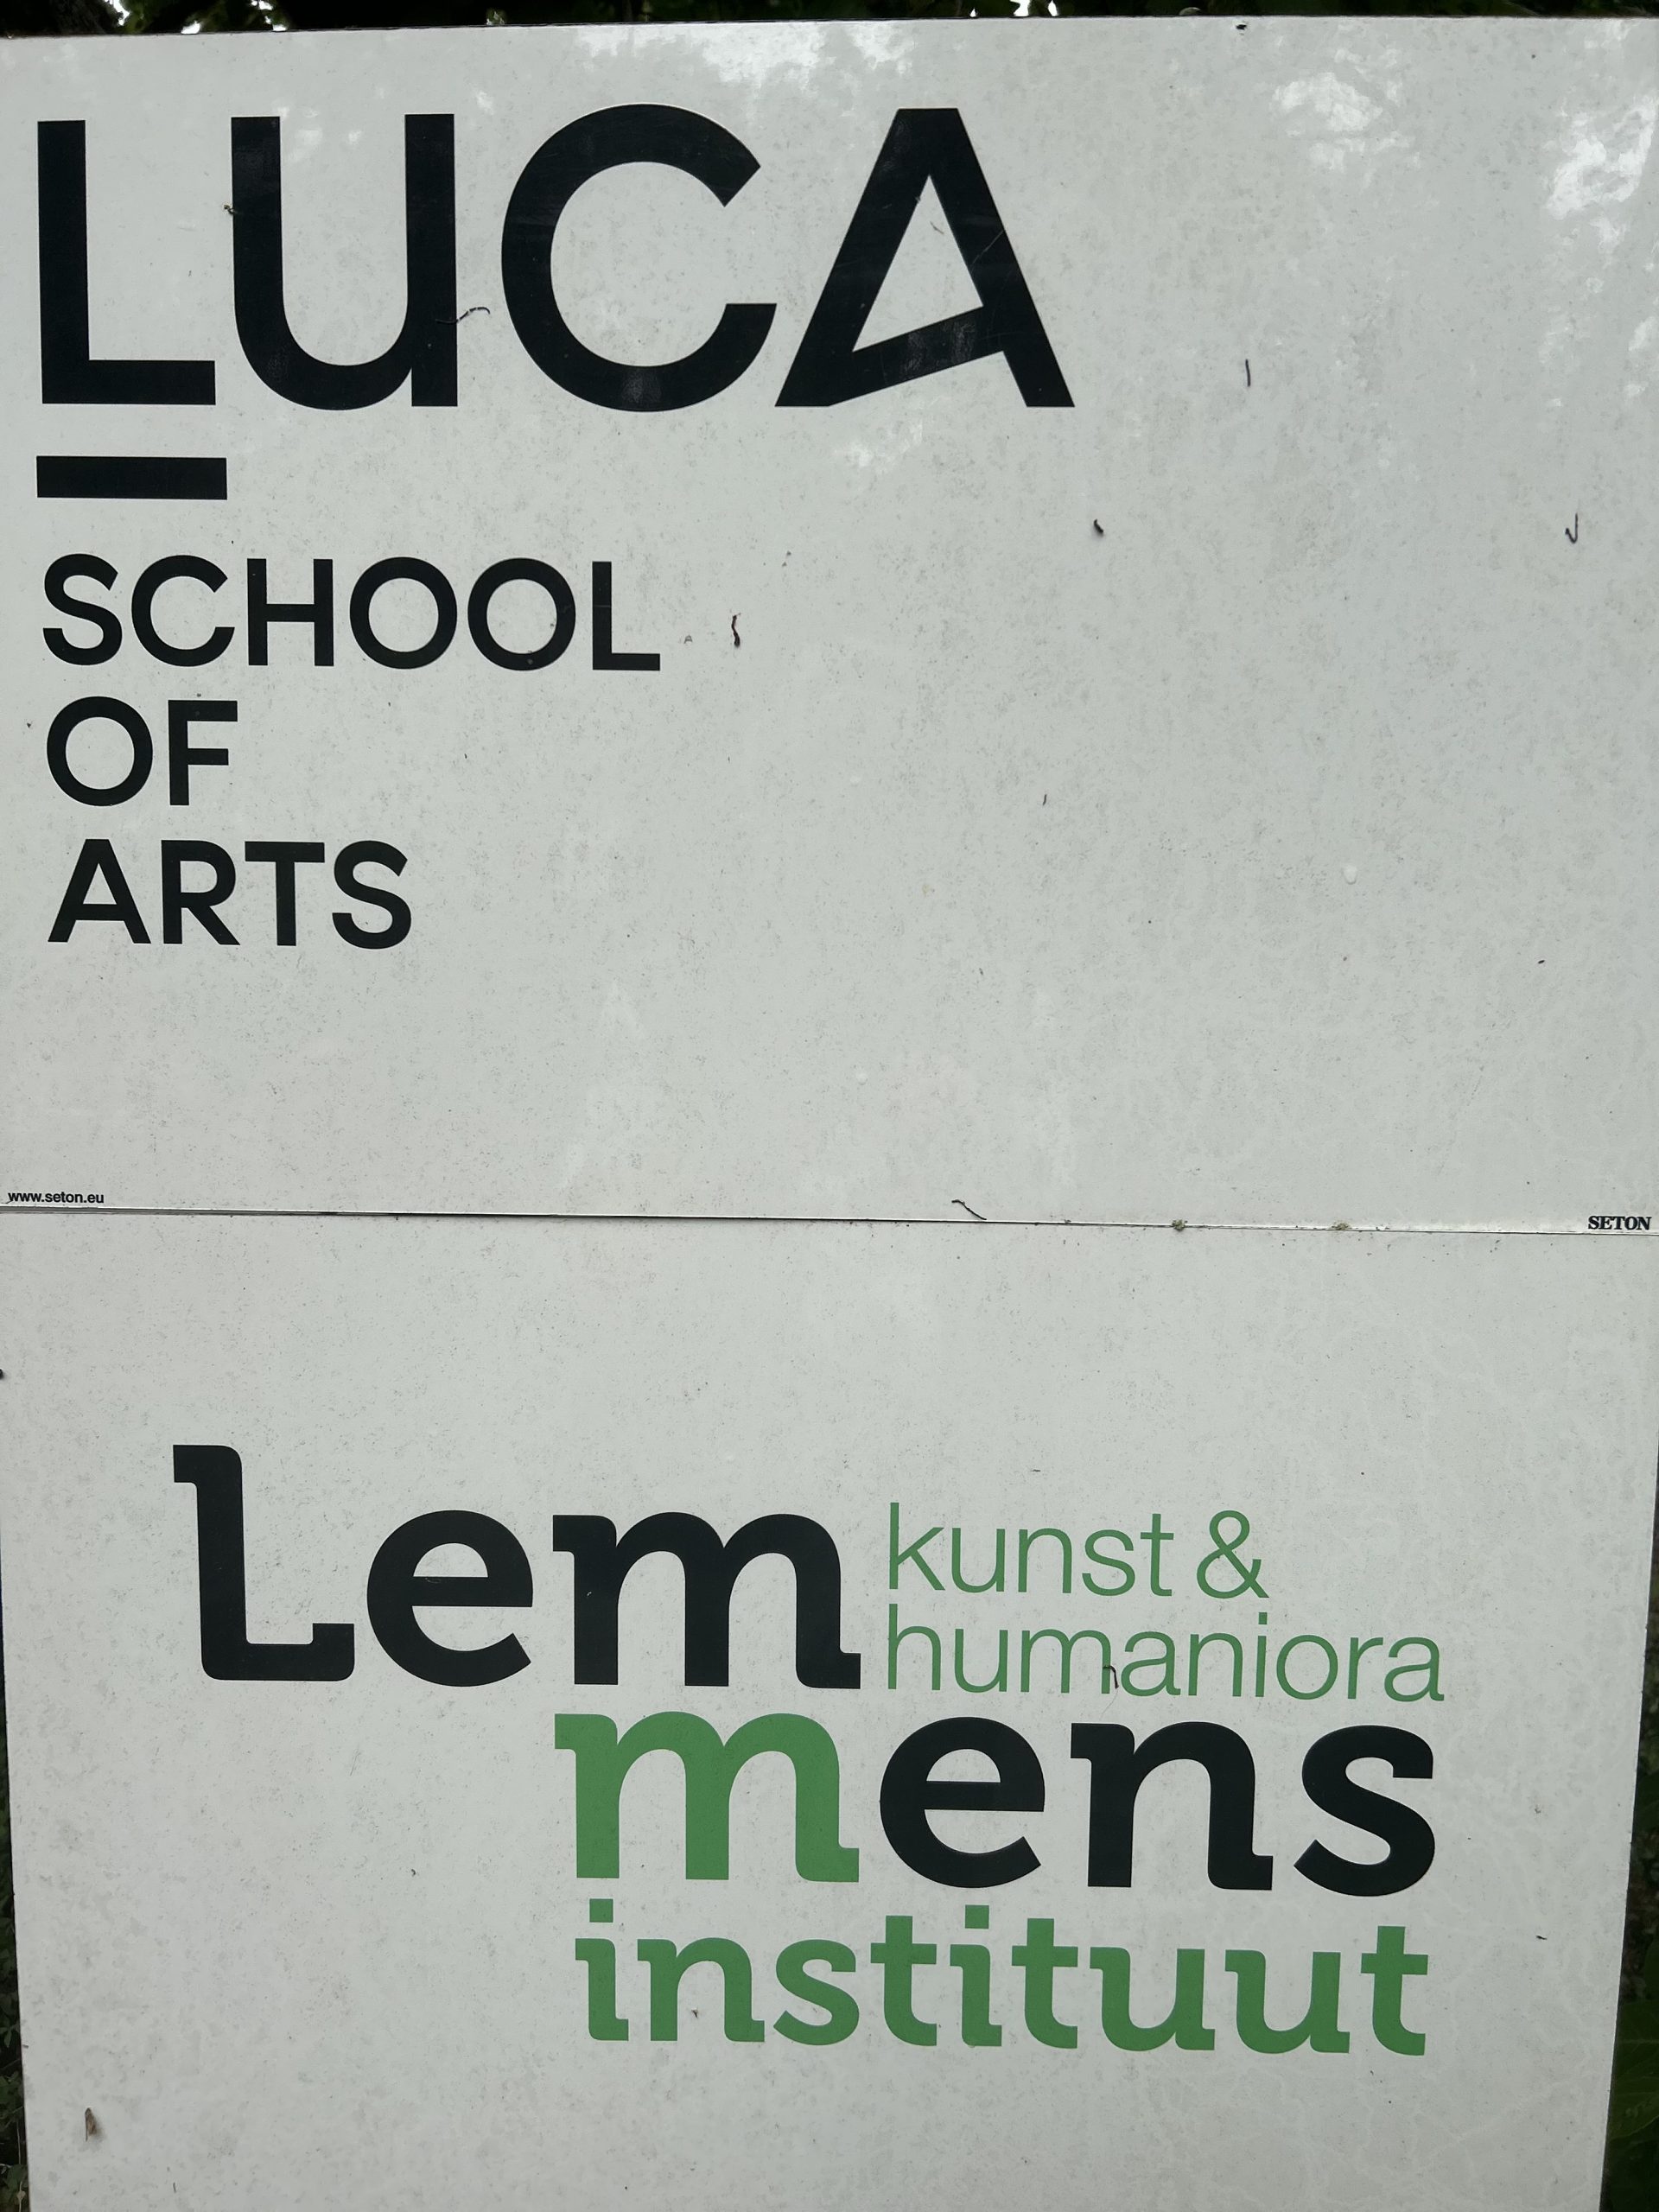 LUCA
SCHOOL
OF
ARTS
www.seton.eu
SETON
Lem
kunst &
humaniora
mens
instituut